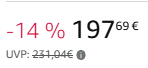 -14 % 197⁶⁹ €
UVP: 231,04€